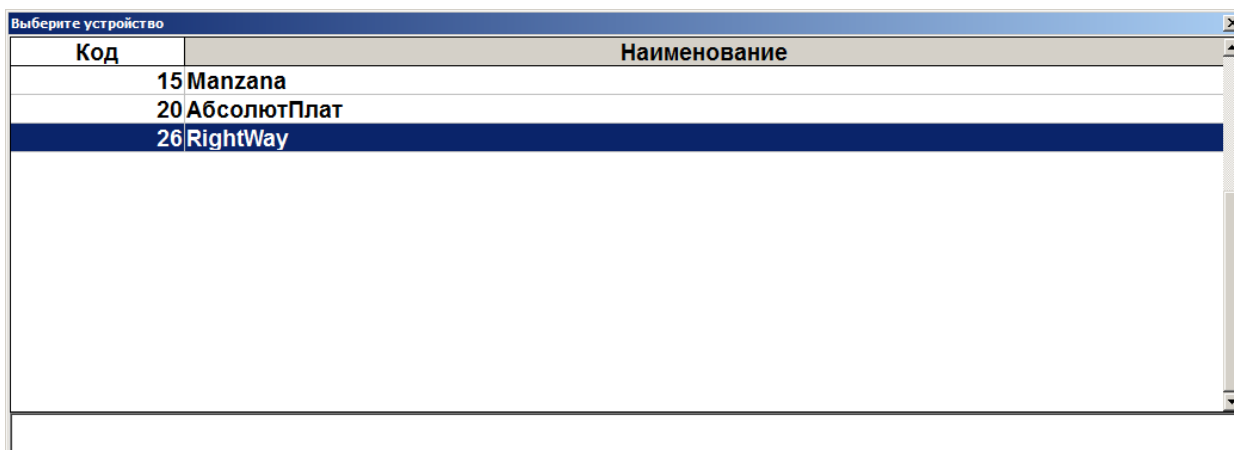 Выберите устройство
Код Наименование
15 Manzana
20 АбсолютПлат
26 RightWay